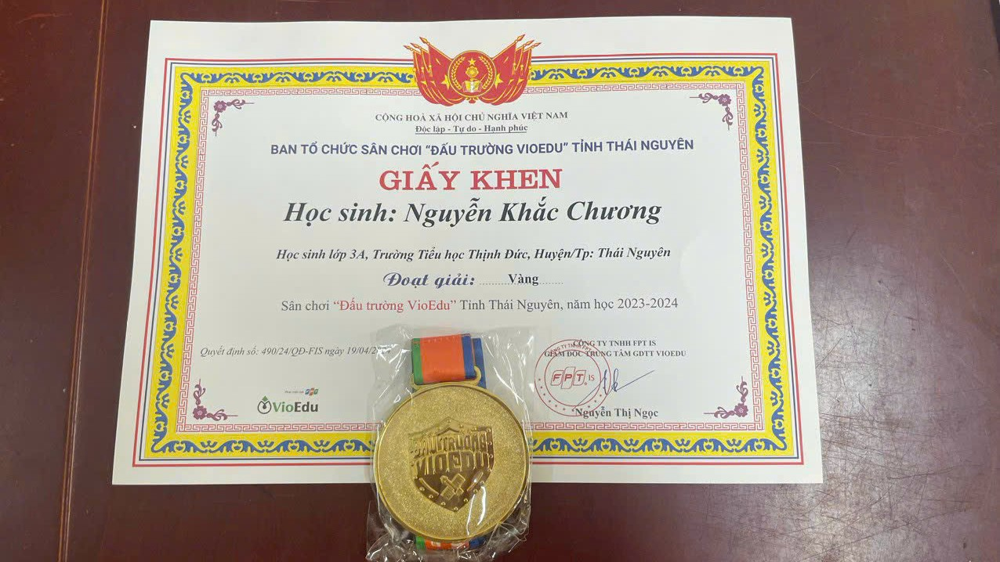 CỘNG HOÀ XÃ HỘI CHỦ NGHĨA VIỆT NAM
Độc lập - Tự do - Hạnh phúc
BAN TỔ CHỨC SÂN CHƠI “ĐẤU TRƯỜNG VIOEDU” TỈNH THÁI NGUYÊN
GIẤY KHEN
Học sinh: Nguyễn Khắc Chương
Học sinh lớp 3A, Trường Tiểu học Thịnh Đức, Huyện/Tp: Thái Nguyên
Đoạt giải: ..........Vàng........
Sân chơi “Đấu trường VioEdu” Tỉnh Thái Nguyên, năm học 2023-2024
Quyết định số: 490/24/QĐ-FIS ngày 19/04/
CÔNG TY TNHH FPT IS
GIÁM ĐỐC TRUNG TÂM GDTT VIOEDU
FPT IS
Nguyễn Thị Ngọc
FPT
VioEdu
ĐẤU TRƯỜNG
VIOEDU